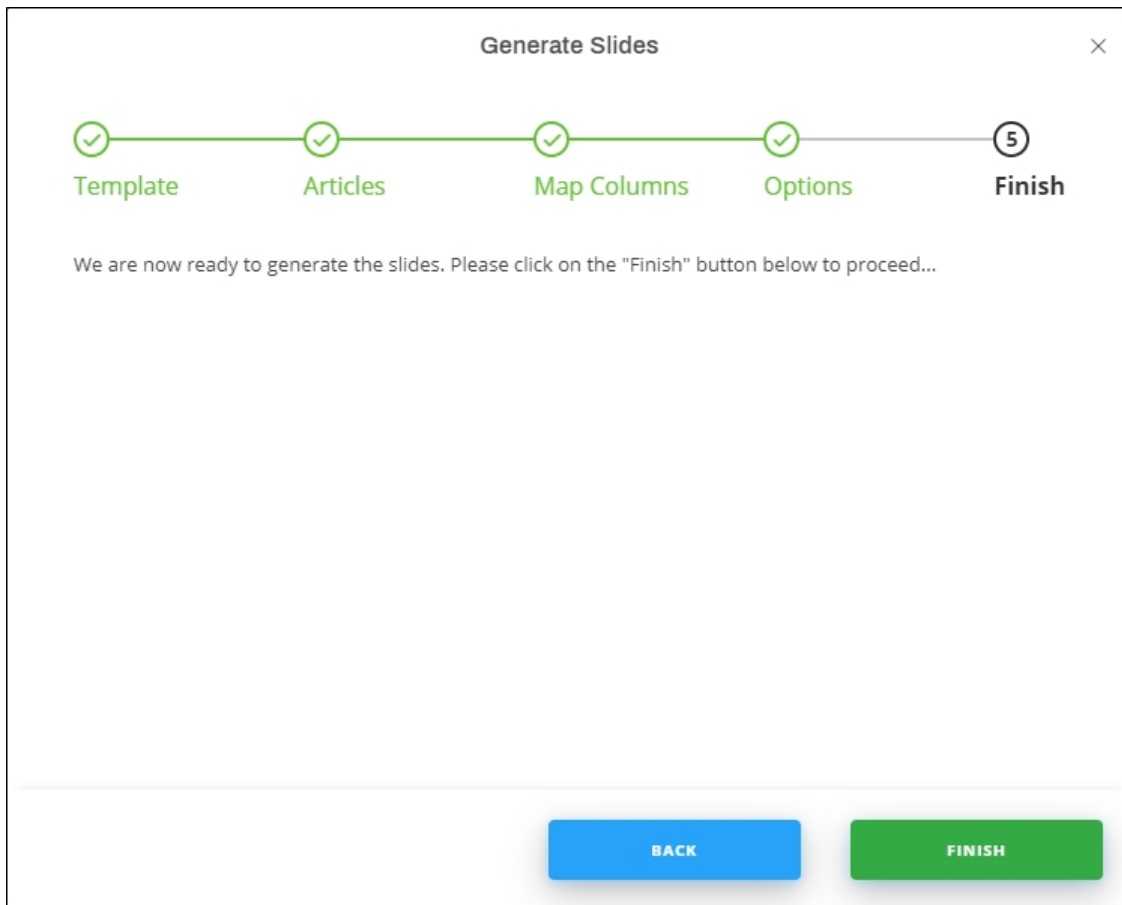 Generate Slides
5
Template Articles Map Columns Options Finish
We are now ready to generate the slides. Please click on the "Finish" button below to proceed...
BACK FINISH